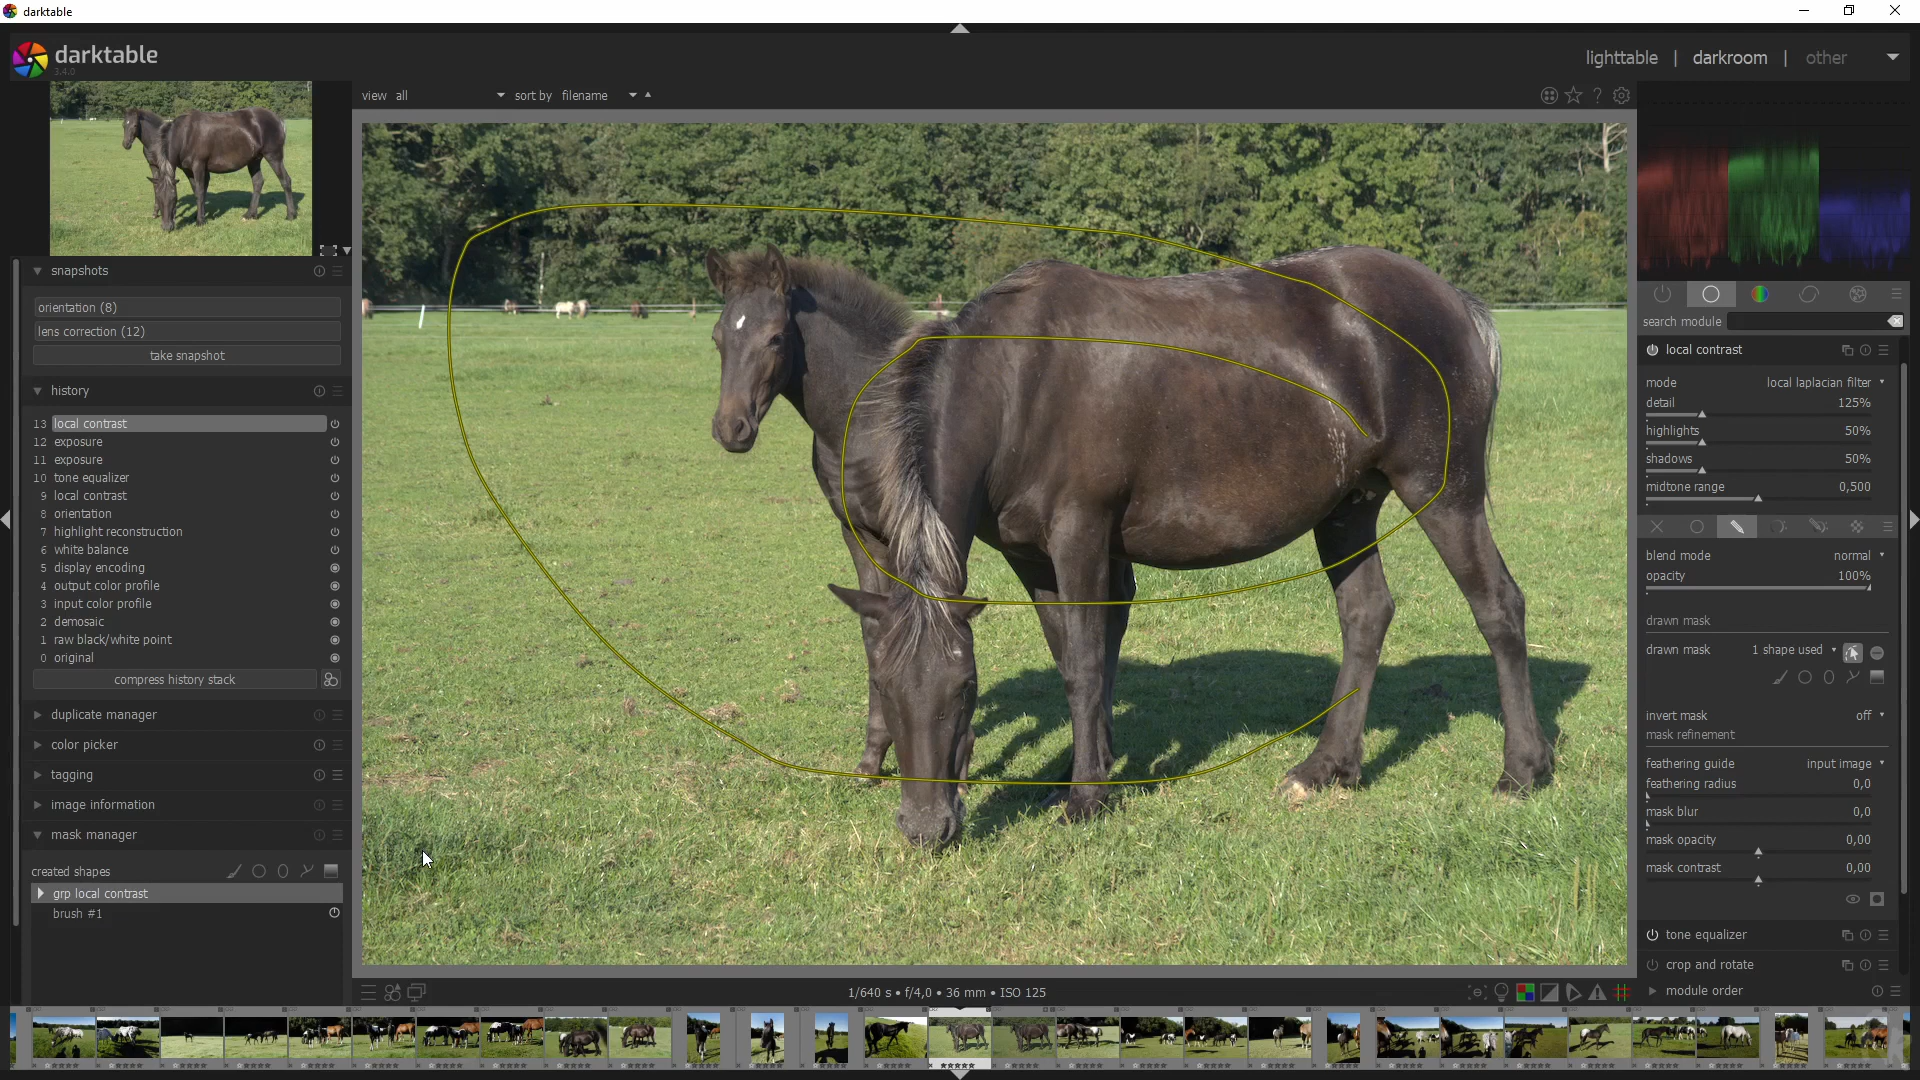 darktable
darktable
3.4.0
lighttable | darkroom | other
view all sort by filename
snapshots
orientation (8)
lens correction (12)
take snapshot
history
13 local contrast
12 exposure
11 exposure
10 tone equalizer
9 local contrast
8 orientation
7 highlight reconstruction
6 white balance
5 display encoding
4 output color profile
3 input color profile
2 demosaic
1 raw black/white point
0 original
compress history stack
duplicate manager
color picker
tagging
image information
mask manager
created shapes
grp local contrast
brush #1
1/640 s • f/4,0 • 36 mm • ISO 125
search module
local contrast
mode local laplacian filter
detail 125%
highlights 50%
shadows 50%
midtone range 0,500
blend mode normal
opacity 100%
drawn mask
drawn mask 1 shape used
invert mask off
mask refinement
feathering guide input image
feathering radius 0,0
mask blur 0,0
mask opacity 0,00
mask contrast 0,00
tone equalizer
crop and rotate
module order